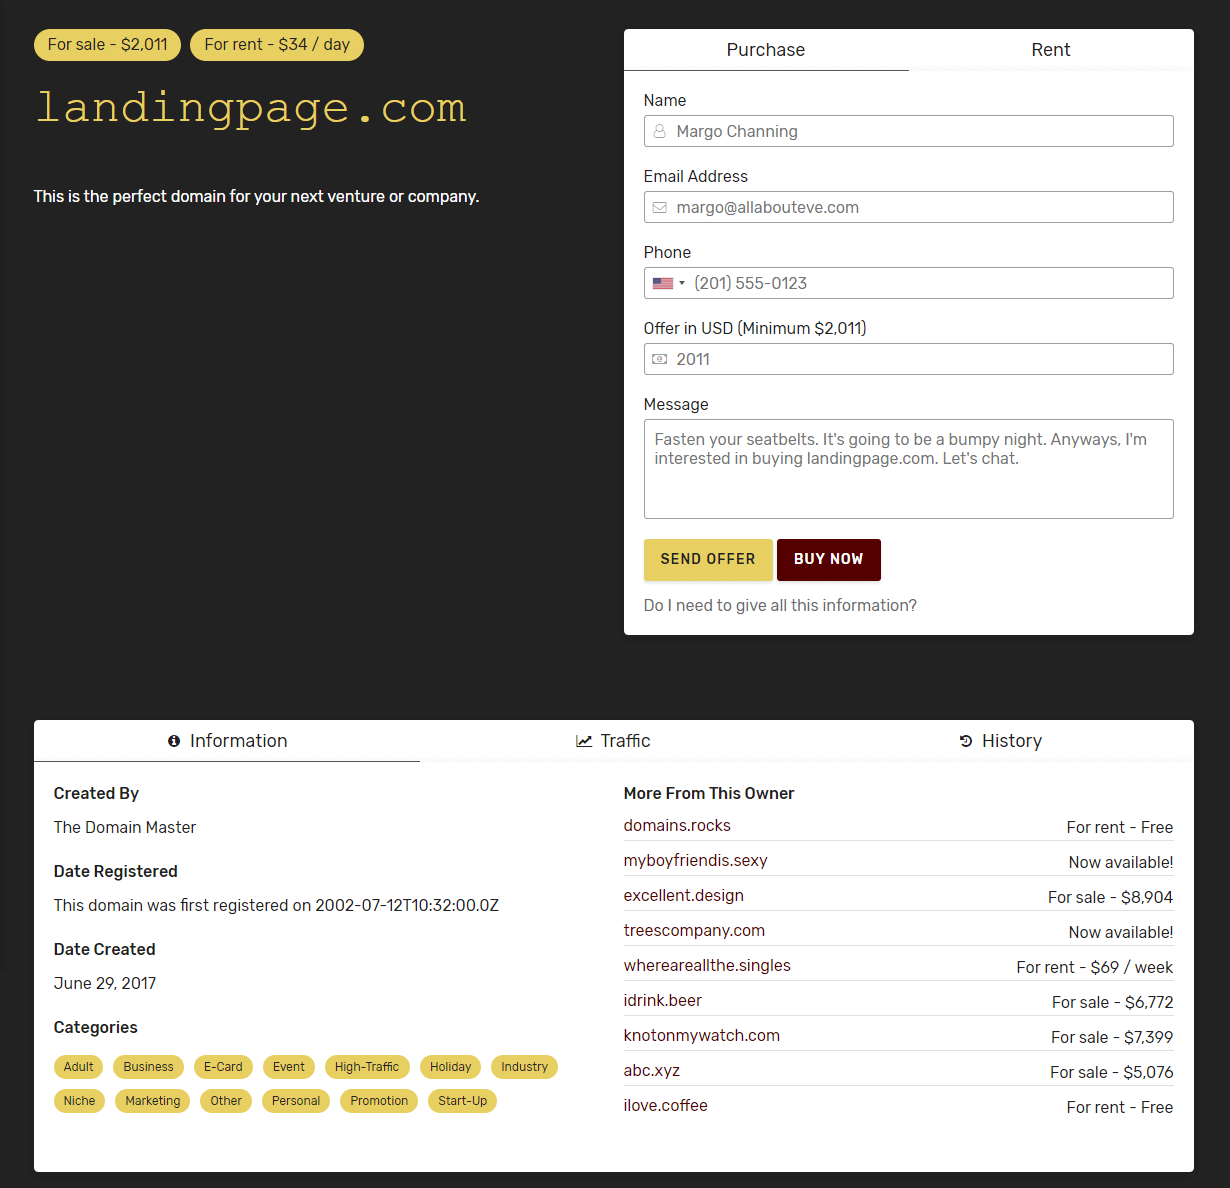 For sale - $2,011
For rent - $34 / day
landingpage.com
This is the perfect domain for your next venture or company.
Purchase
Rent
Name
Margo Channing
Email Address
margo@allabouteve.com
Phone
(201) 555-0123
Offer in USD (Minimum $2,011)
2011
Message
Fasten your seatbelts. It's going to be a bumpy night. Anyways, I'm
interested in buying landingpage.com. Let's chat.
SEND OFFER
BUY NOW
Do I need to give all this information?
Information
Traffic
History
Created By
The Domain Master
Date Registered
This domain was first registered on 2002-07-12T10:32:00.0Z
Date Created
June 29, 2017
Categories
Adult Business E-Card Event High-Traffic Holiday Industry
Niche Marketing Other Personal Promotion Start-Up
More From This Owner
domains.rocks For rent - Free
myboyfriendis.sexy Now available!
excellent.design For sale - $8,904
treescompany.com Now available!
whereareallthe.singles For rent - $69 / week
idrink.beer For sale - $6,772
knotonmywatch.com For sale - $7,399
abc.xyz For sale - $5,076
ilove.coffee For rent - Free